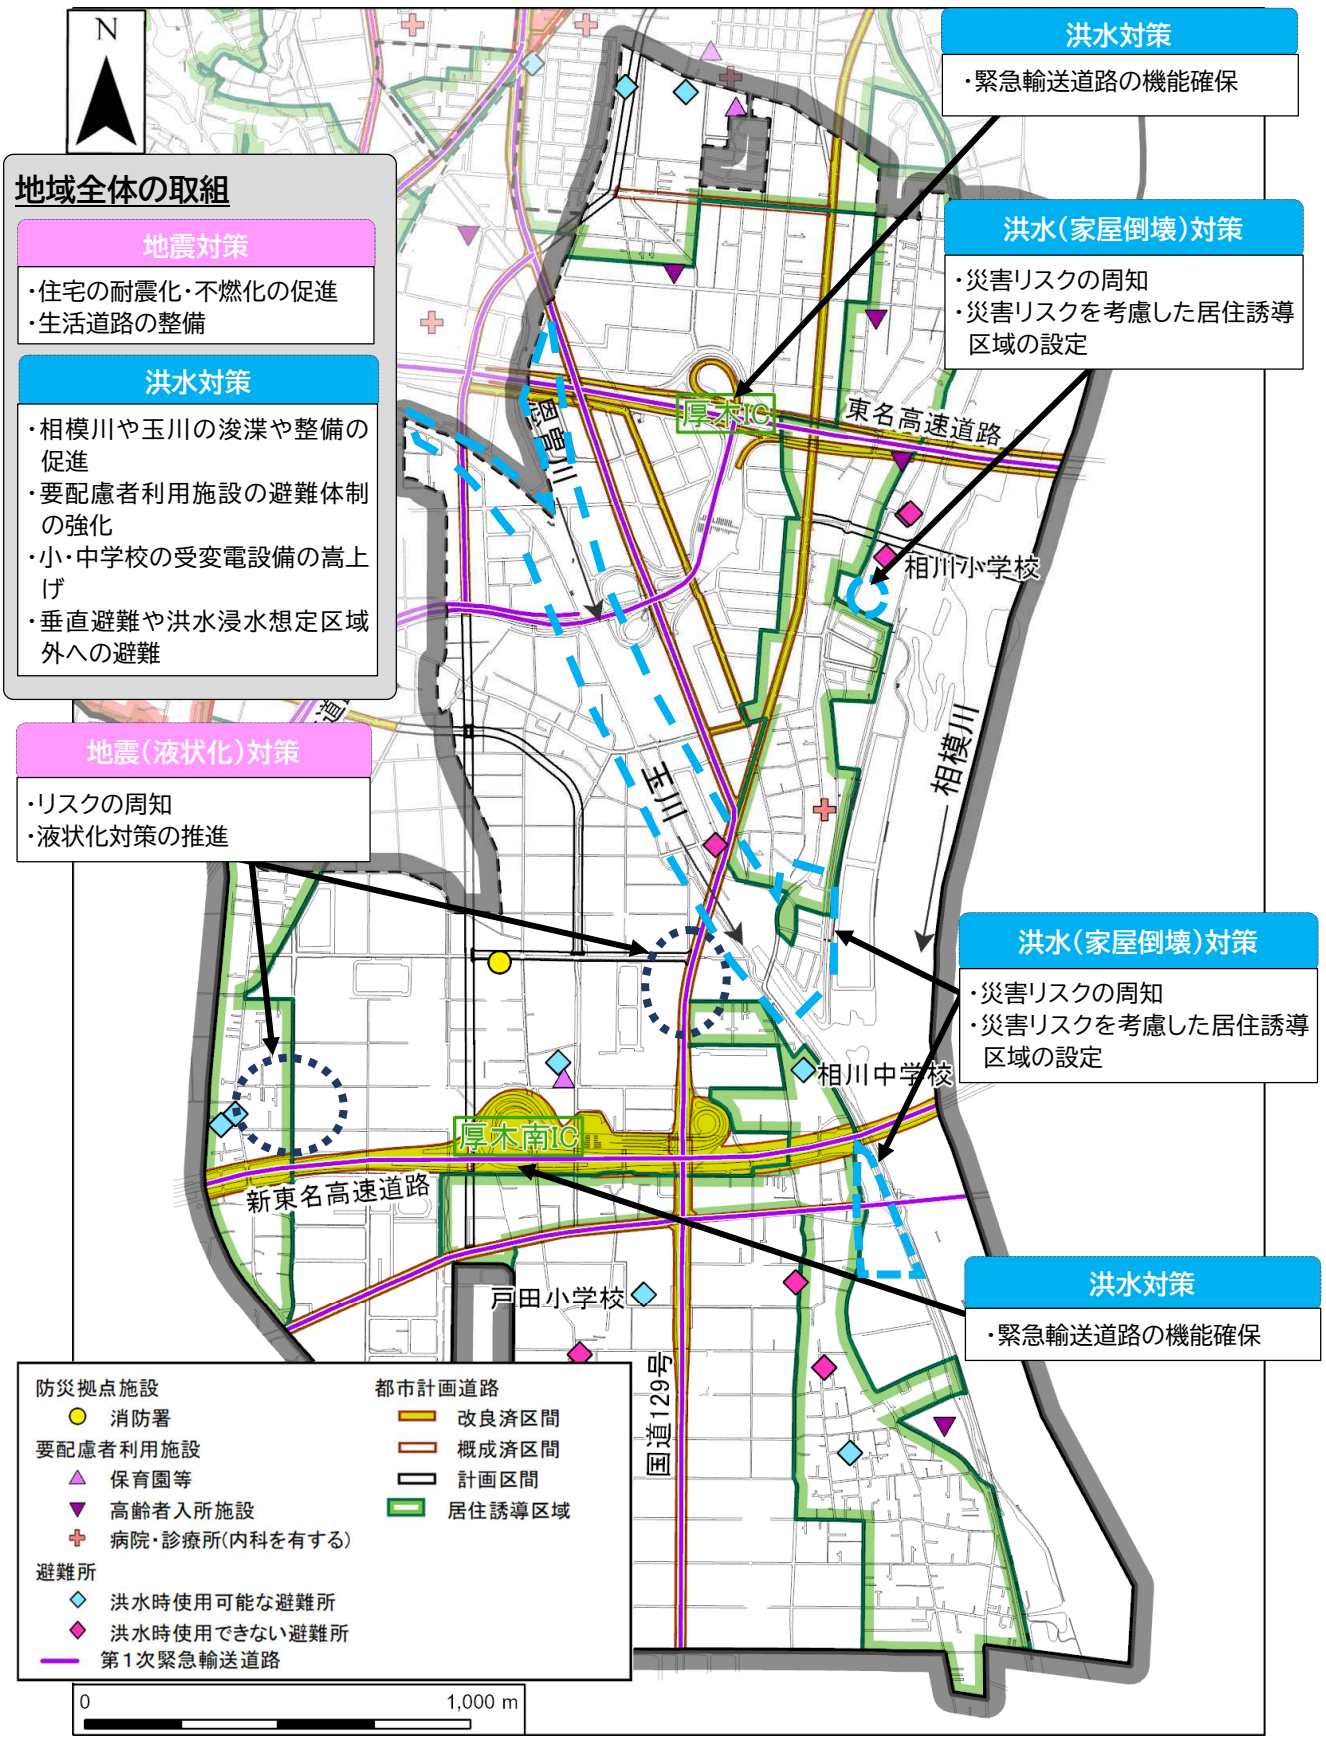 N
洪水対策
・緊急輸送道路の機能確保
地域全体の取組
地震対策
・住宅の耐震化・不燃化の促進
・生活道路の整備
洪水対策
・相模川や玉川の浚渫や整備の
促進
・要配慮者利用施設の避難体制
の強化
・小・中学校の受変電設備の嵩上
げ
・垂直避難や洪水浸水想定区域
外への避難
洪水(家屋倒壊)対策
・災害リスクの周知
・災害リスクを考慮した居住誘導
区域の設定
厚木IC
東名高速道路
恩曽川
相川小学校
相模川
玉川
道
地震(液状化)対策
・リスクの周知
・液状化対策の推進
洪水(家屋倒壊)対策
・災害リスクの周知
・災害リスクを考慮した居住誘導
区域の設定
相川中学校
厚木南IC
新東名高速道路
洪水対策
・緊急輸送道路の機能確保
戸田小学校
国道129号
防災拠点施設
消防署
要配慮者利用施設
保育園等
高齢者入所施設
病院・診療所(内科を有する)
避難所
洪水時使用可能な避難所
洪水時使用できない避難所
第1次緊急輸送道路
都市計画道路
改良済区間
概成済区間
計画区間
居住誘導区域
0
1,000 m